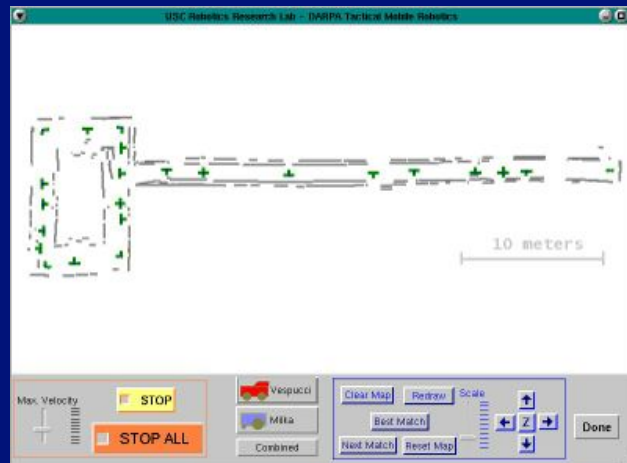 USC Robotics Research Lab - DARPA Tactical Mobile Robotics
10 meters
Max. Velocity
STOP
STOP ALL
Vespucci
Milka
Combined
Clear Map
Redraw
Scale
Best Match
Next Match
Reset Map
Z
Done